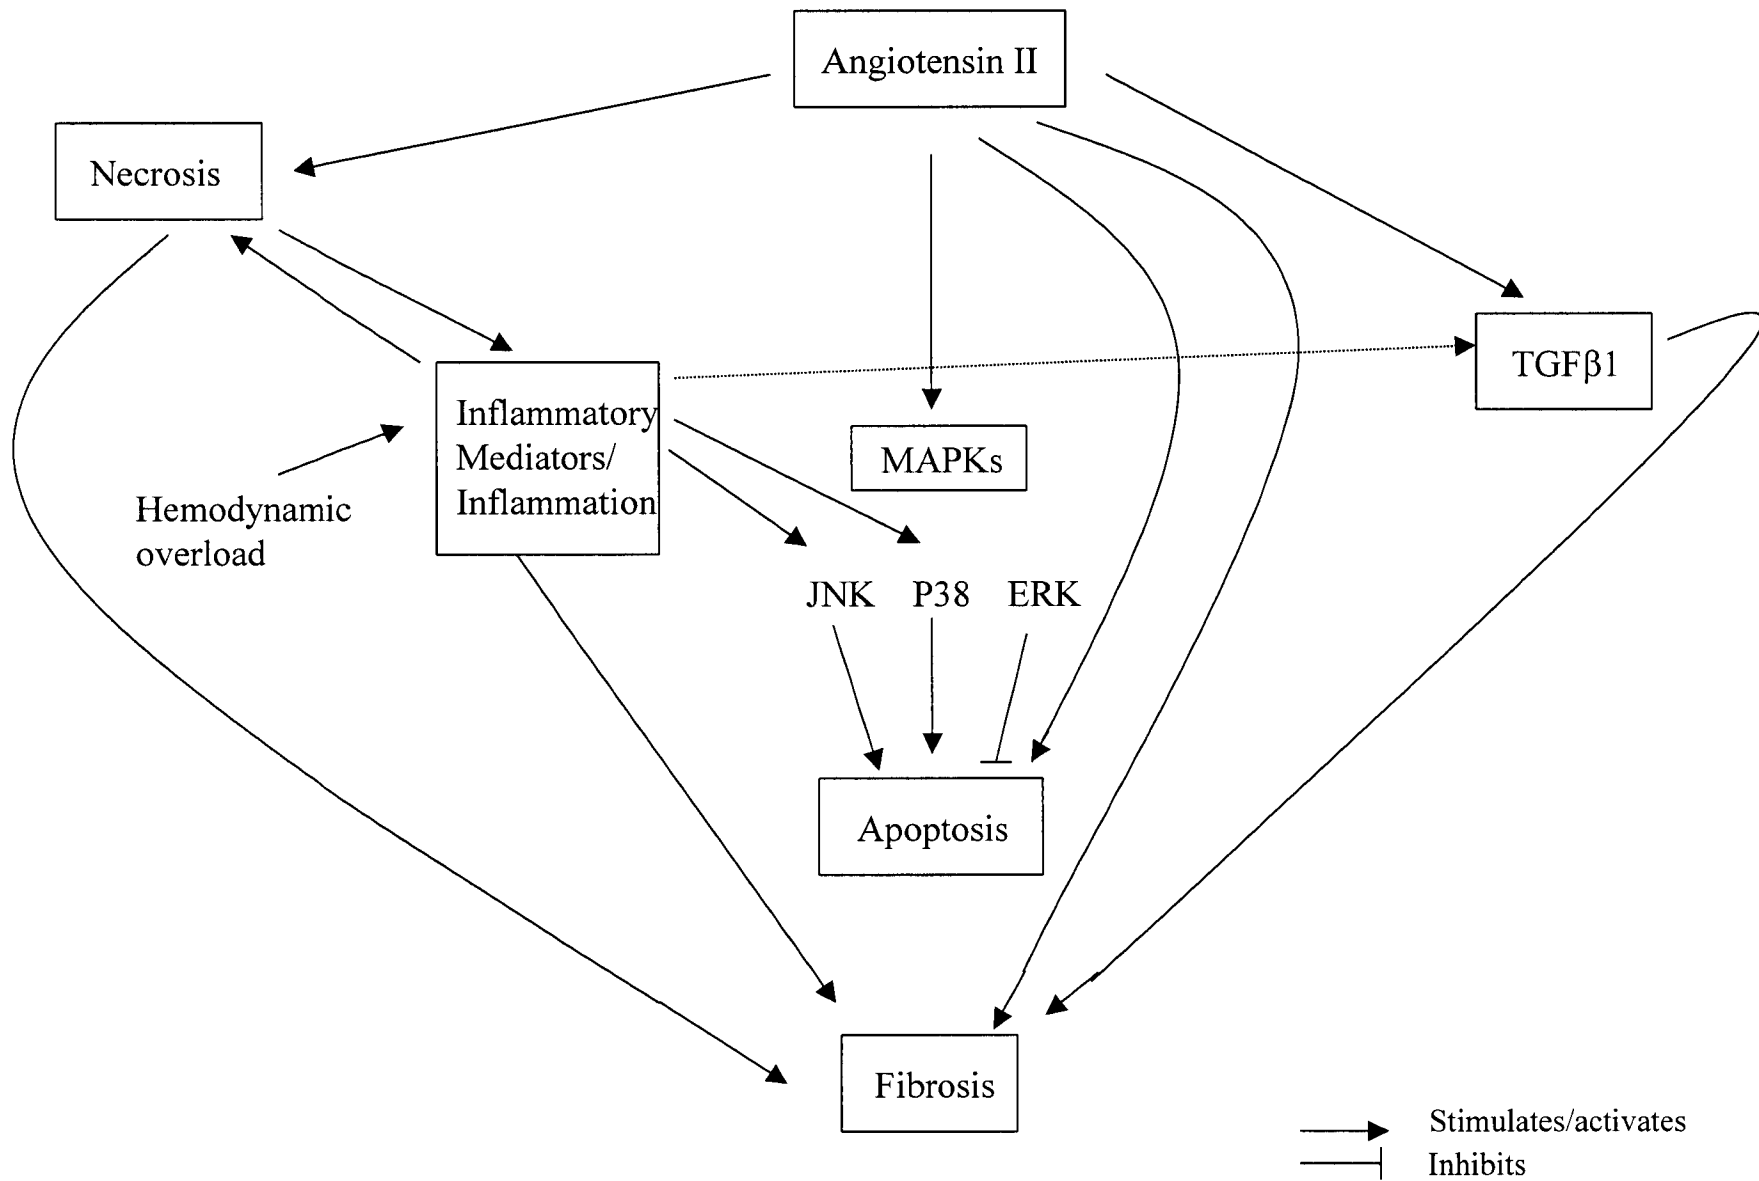 Angiotensin II
Necrosis
TGFβ1
Inflammatory
Mediators/
Inflammation
MAPKs
Hemodynamic
overload
JNK P38 ERK
Apoptosis
Fibrosis
Stimulates/activates
Inhibits